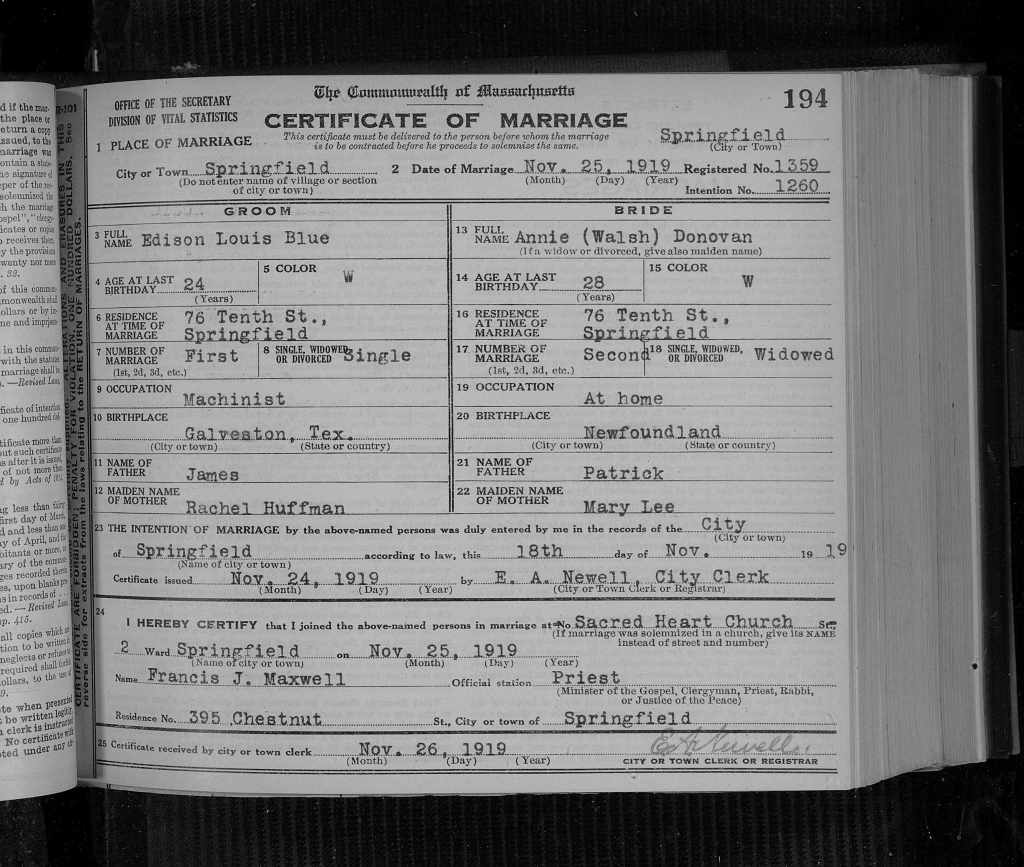 The Commonwealth of Massachusetts
194
OFFICE OF THE SECRETARY
DIVISION OF VITAL STATISTICS
CERTIFICATE OF MARRIAGE
This certificate must be delivered to the person before whom the marriage
is to be contracted before he proceeds to solemnize the same.
1 PLACE OF MARRIAGE
Springfield
(City or Town)
City or Town Springfield 2 Date of Marriage Nov. 25, 1919 Registered No. 1359
(Do not enter name of village or section
of city or town)
(Month) (Day) (Year)
Intention No. 1260
GROOM
3 FULL NAME Edison Louis Blue
4 AGE AT LAST BIRTHDAY 24
(Years)
5 COLOR W
6 RESIDENCE AT TIME OF MARRIAGE 76 Tenth St.,
Springfield
7 NUMBER OF MARRIAGE First
(1st, 2d, 3d, etc.)
8 SINGLE, WIDOWED OR DIVORCED Single
9 OCCUPATION
Machinist
10 BIRTHPLACE
Galveston, Tex.
(City or town) (State or country)
11 NAME OF FATHER James
12 MAIDEN NAME OF MOTHER Rachel Huffman
BRIDE
13 FULL NAME Annie (Walsh) Donovan
(If a widow or divorced, give also maiden name)
14 AGE AT LAST BIRTHDAY 28
(Years)
15 COLOR W
16 RESIDENCE AT TIME OF MARRIAGE 76 Tenth St.,
Springfield
17 NUMBER OF MARRIAGE Second
(1st, 2d, 3d, etc.)
18 SINGLE, WIDOWED, OR DIVORCED Widowed
19 OCCUPATION
At home
20 BIRTHPLACE
Newfoundland
(City or town) (State or country)
21 NAME OF FATHER Patrick
22 MAIDEN NAME OF MOTHER Mary Lee
23 THE INTENTION OF MARRIAGE by the above-named persons was duly entered by me in the records of the City
(City or town)
of Springfield according to law, this 18th day of Nov. 19 19
(Name of city or town)
Certificate issued Nov. 24, 1919 by E. A. Newell, City Clerk
(Month) (Day) (Year) (City or Town Clerk or Registrar)
24
I HEREBY CERTIFY that I joined the above-named persons in marriage at No Sacred Heart Church St.
(If marriage was solemnized in a church, give its NAME
instead of street and number)
2 Ward Springfield on Nov. 25, 1919
(Name of city or town) (Month) (Day) (Year)
Name Francis J. Maxwell Official station Priest
(Minister of the Gospel, Clergyman, Priest, Rabbi,
or Justice of the Peace)
Residence No. 395 Chestnut St., City or town of Springfield
25 Certificate received by city or town clerk Nov. 26, 1919 E. A. Newell
(Month) (Day) (Year) CITY OR TOWN CLERK OR REGISTRAR